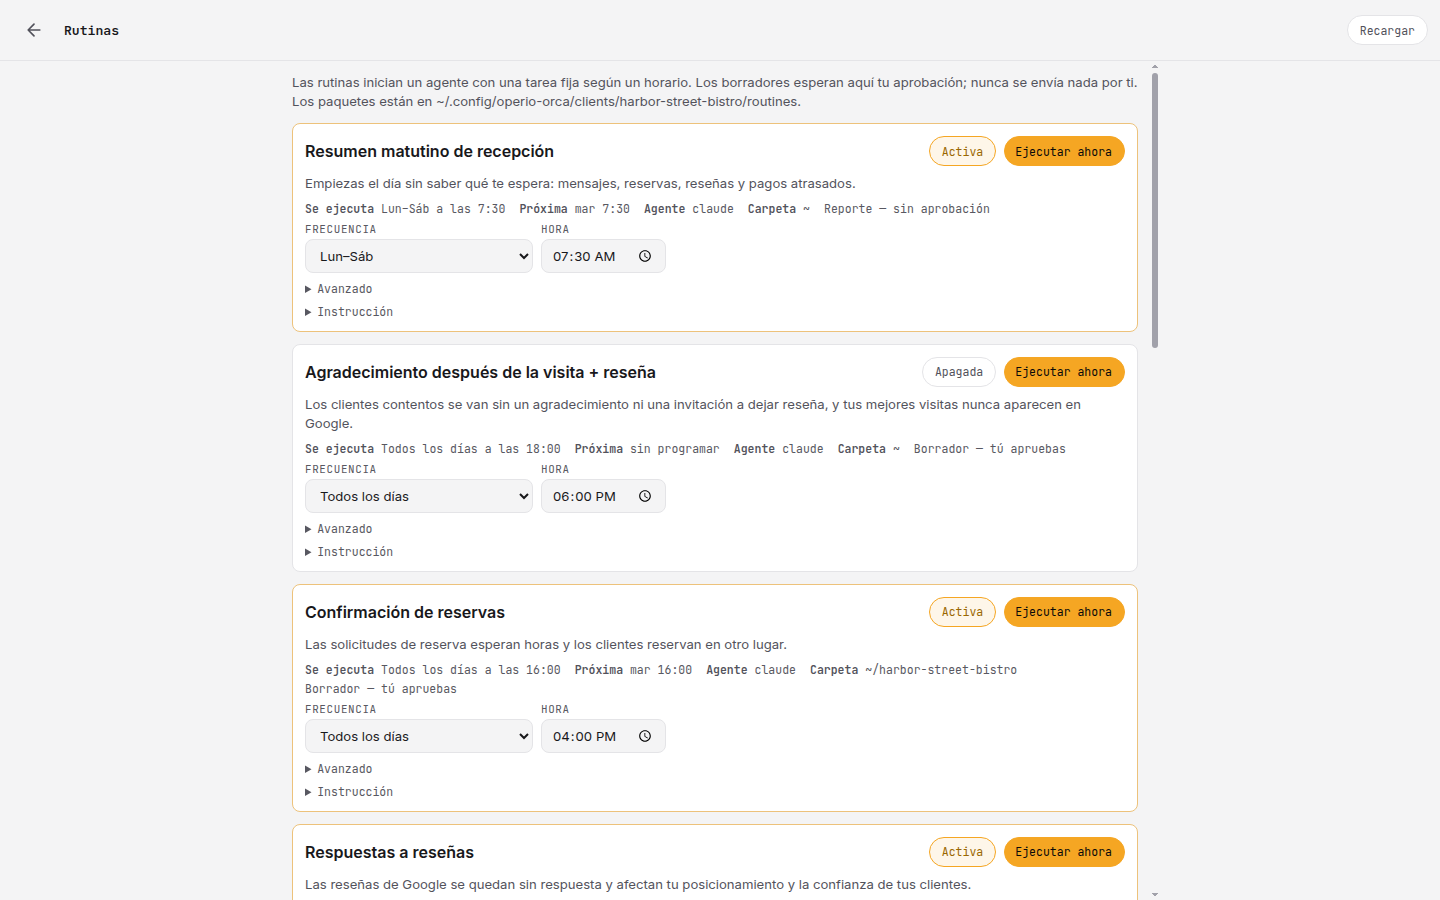 Rutinas
Recargar
Las rutinas inician un agente con una tarea fija según un horario. Los borradores esperan aquí tu aprobación; nunca se envía nada por ti.
Los paquetes están en ~/.config/operio-orca/clients/harbor-street-bistro/routines.
Resumen matutino de recepción
Activa
Ejecutar ahora
Empiezas el día sin saber qué te espera: mensajes, reservas, reseñas y pagos atrasados.
Se ejecuta Lun–Sáb a las 7:30 Próxima mar 7:30 Agente claude Carpeta ~ Reporte — sin aprobación
FRECUENCIA HORA
Lun–Sáb 07:30 AM
Avanzado
Instrucción
Agradecimiento después de la visita + reseña
Apagada
Ejecutar ahora
Los clientes contentos se van sin un agradecimiento ni una invitación a dejar reseña, y tus mejores visitas nunca aparecen en
Google.
Se ejecuta Todos los días a las 18:00 Próxima sin programar Agente claude Carpeta ~ Borrador — tú apruebas
FRECUENCIA HORA
Todos los días 06:00 PM
Avanzado
Instrucción
Confirmación de reservas
Activa
Ejecutar ahora
Las solicitudes de reserva esperan horas y los clientes reservan en otro lugar.
Se ejecuta Todos los días a las 16:00 Próxima mar 16:00 Agente claude Carpeta ~/harbor-street-bistro
Borrador — tú apruebas
FRECUENCIA HORA
Todos los días 04:00 PM
Avanzado
Instrucción
Respuestas a reseñas
Activa
Ejecutar ahora
Las reseñas de Google se quedan sin respuesta y afectan tu posicionamiento y la confianza de tus clientes.